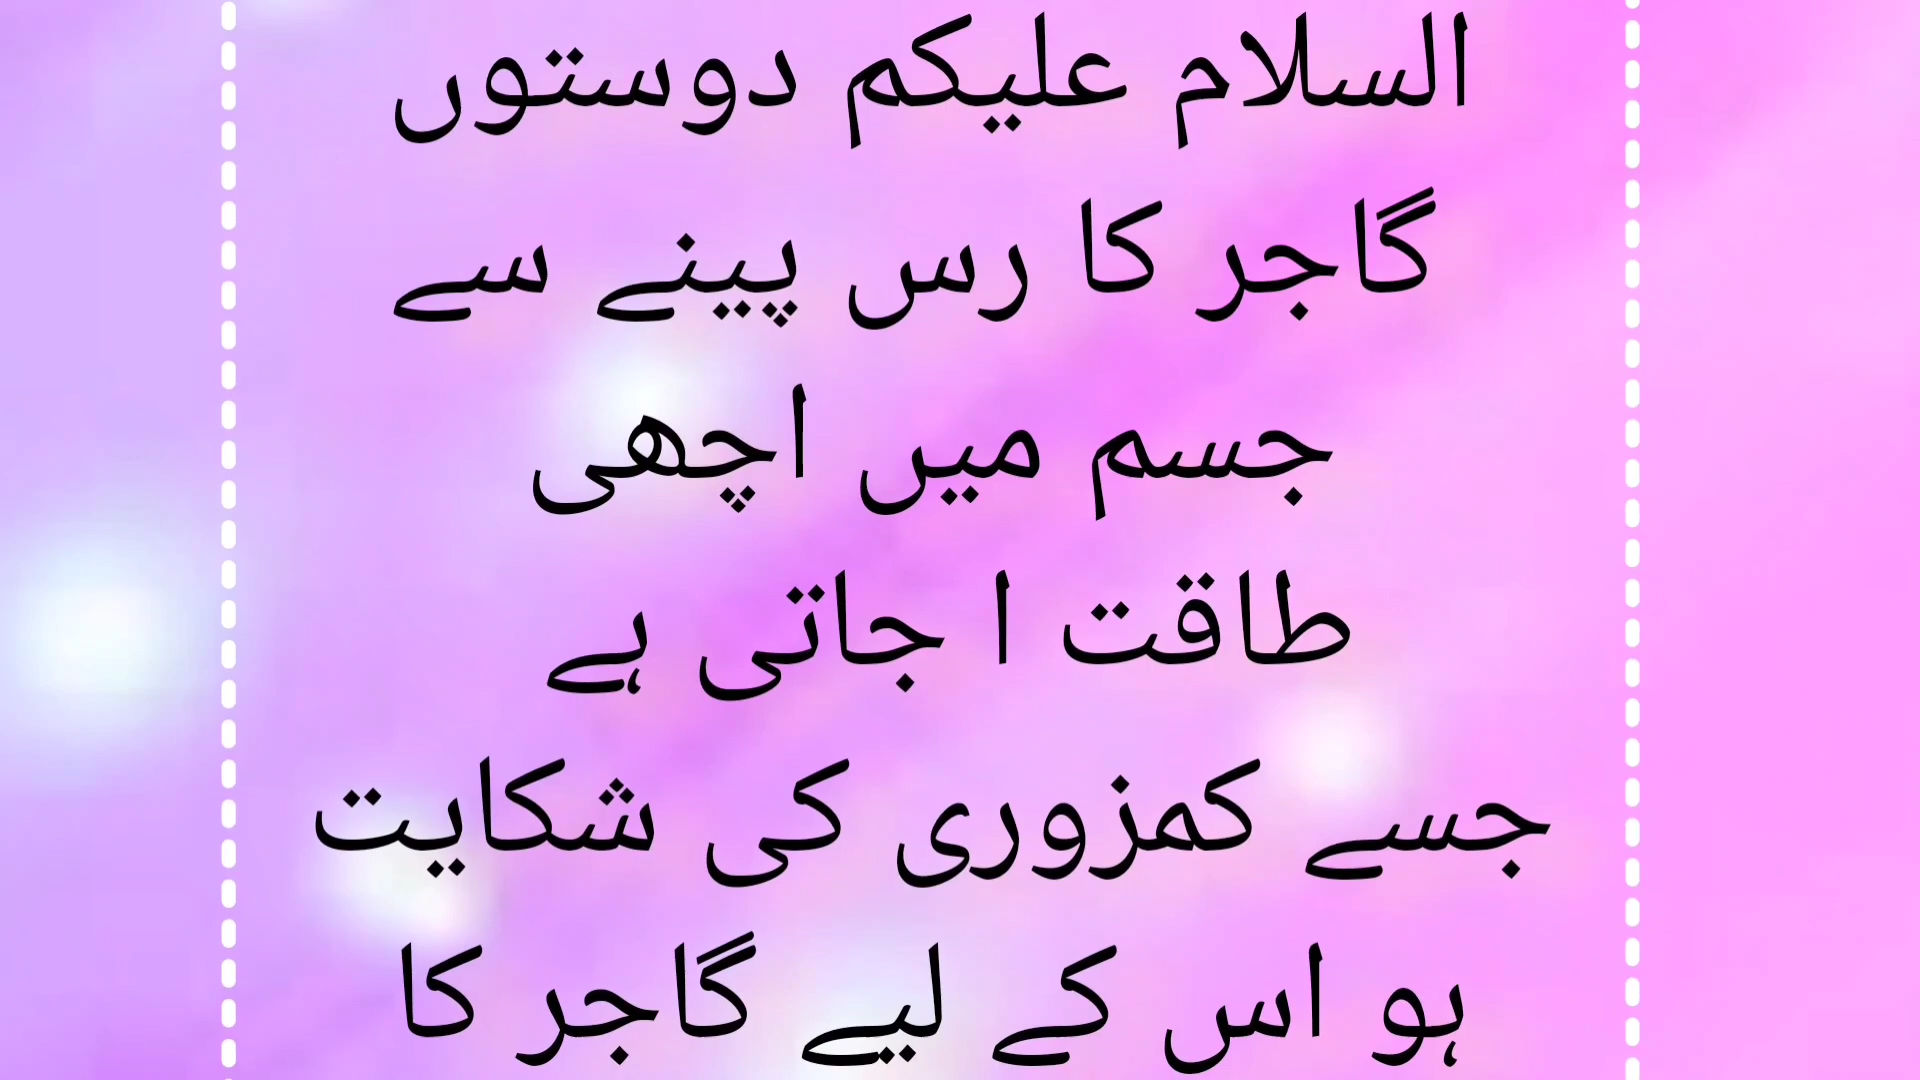 السلام علیکم دوستوں
گاجر کا رس پینے سے
جسم میں اچھی
طاقت ا جاتی ہے
جسے کمزوری کی شکایت
ہو اس کے لیے گاجر کا